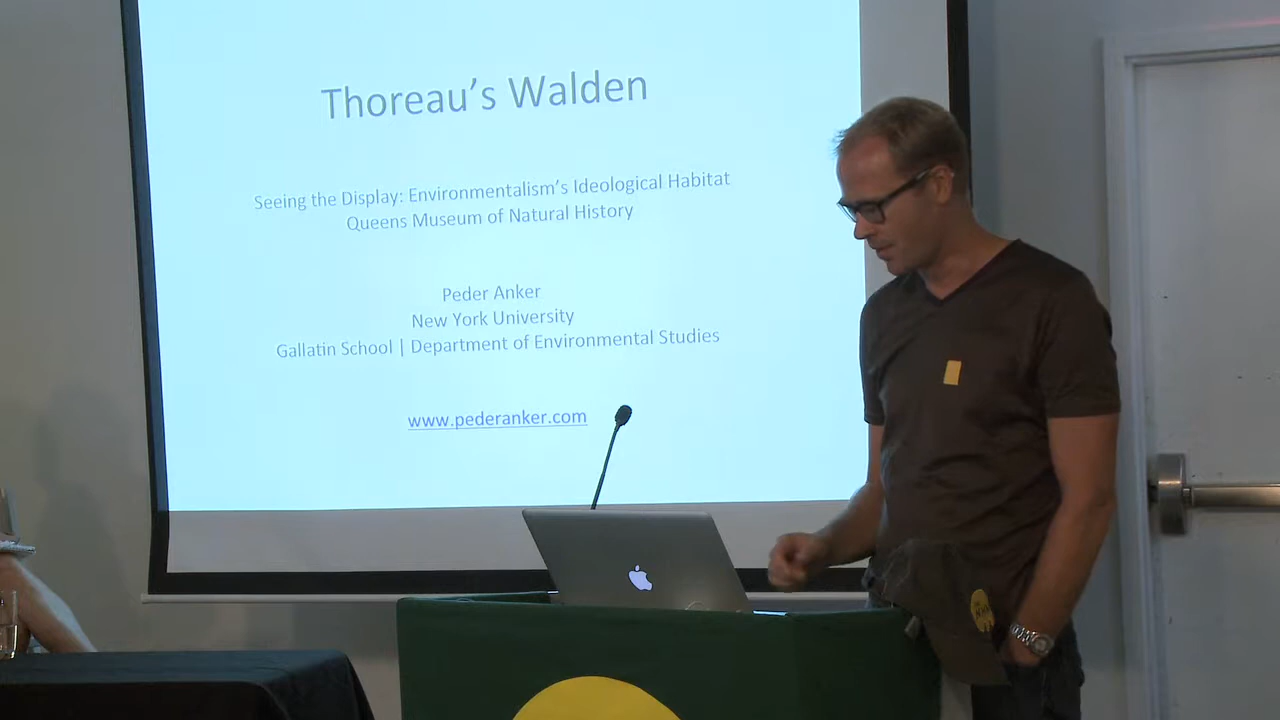 Thoreau's Walden
Seeing the Display: Environmentalism's Ideological Habitat
Queens Museum of Natural History
Peder Anker
New York University
Gallatin School | Department of Environmental Studies
www.pederanker.com